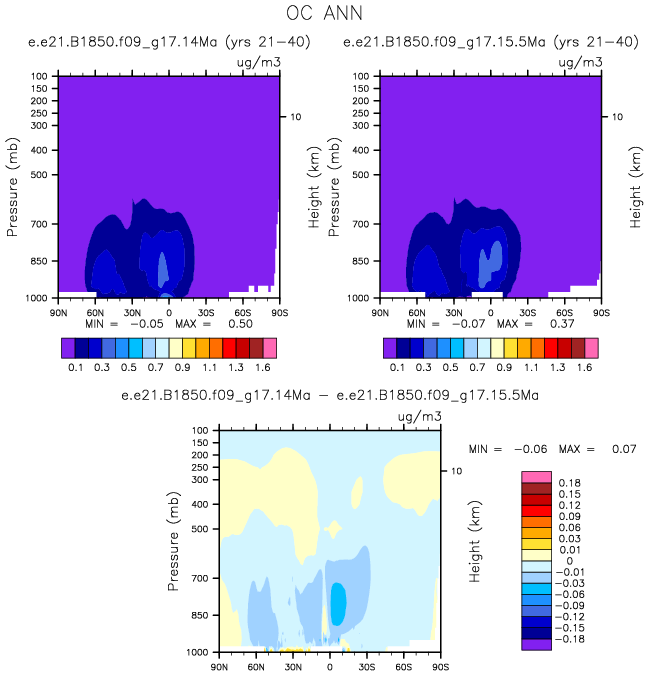 OC ANN
e.e21.B1850.f09_g17.14Ma (yrs 21-40)
ug/m3
100
150
200
250
300
400
500
700
850
1000
Pressure (mb)
10
Height (km)
90N 60N 30N 0 30S 60S 90S
MIN = -0.05 MAX = 0.50
0.1 0.3 0.5 0.7 0.9 1.1 1.3 1.6
e.e21.B1850.f09_g17.15.5Ma (yrs 21-40)
ug/m3
100
150
200
250
300
400
500
700
850
1000
Pressure (mb)
10
Height (km)
90N 60N 30N 0 30S 60S 90S
MIN = -0.07 MAX = 0.37
0.1 0.3 0.5 0.7 0.9 1.1 1.3 1.6
e.e21.B1850.f09_g17.14Ma - e.e21.B1850.f09_g17.15.5Ma
ug/m3
100
150
200
250
300
400
500
700
850
1000
Pressure (mb)
10
Height (km)
90N 60N 30N 0 30S 60S 90S
MIN = -0.06 MAX = 0.07
0.18
0.15
0.12
0.09
0.06
0.03
0.01
0
-0.01
-0.03
-0.06
-0.09
-0.12
-0.15
-0.18